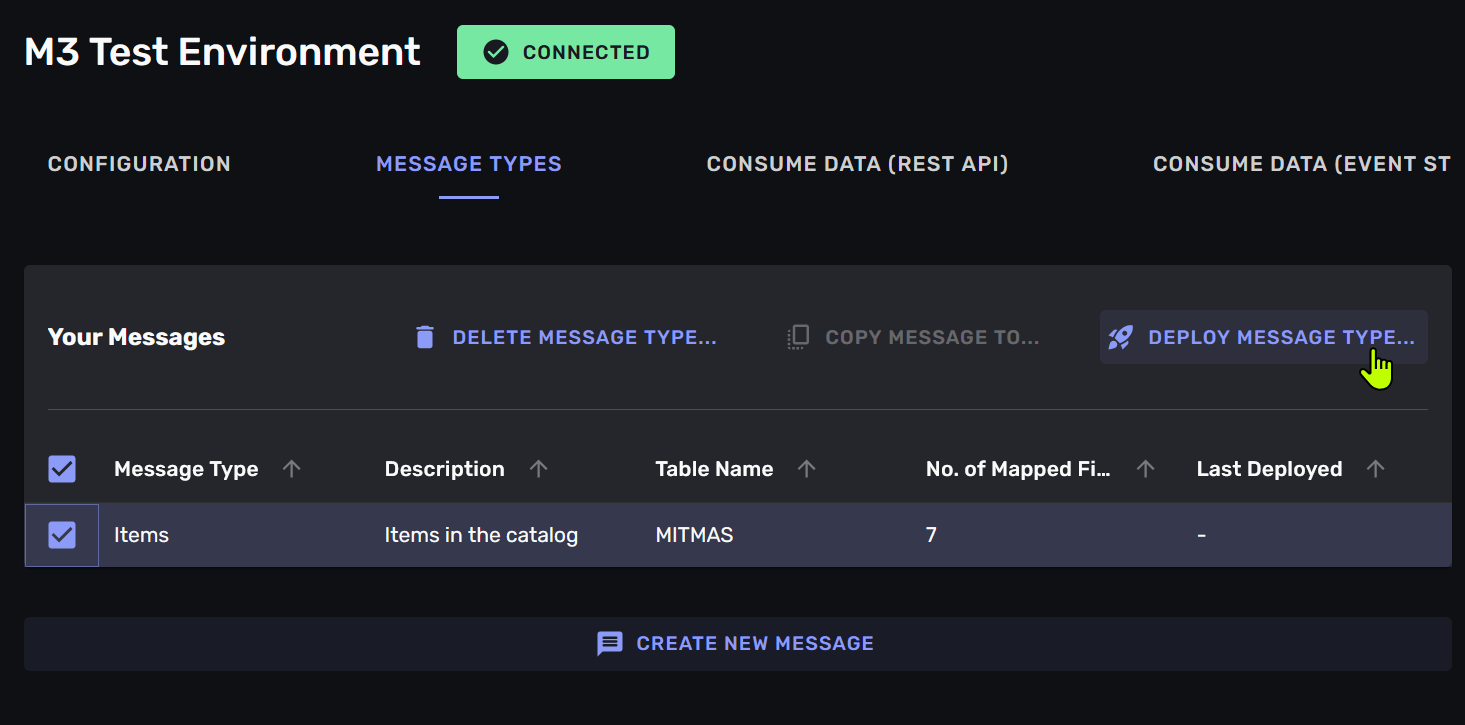 M3 Test Environment
CONNECTED
CONFIGURATION
MESSAGE TYPES
CONSUME DATA (REST API)
CONSUME DATA (EVENT ST
Your Messages
DELETE MESSAGE TYPE...
COPY MESSAGE TO...
DEPLOY MESSAGE TYPE...
Message Type
Description
Table Name
No. of Mapped Fi...
Last Deployed
Items
Items in the catalog
MITMAS
7
-
CREATE NEW MESSAGE